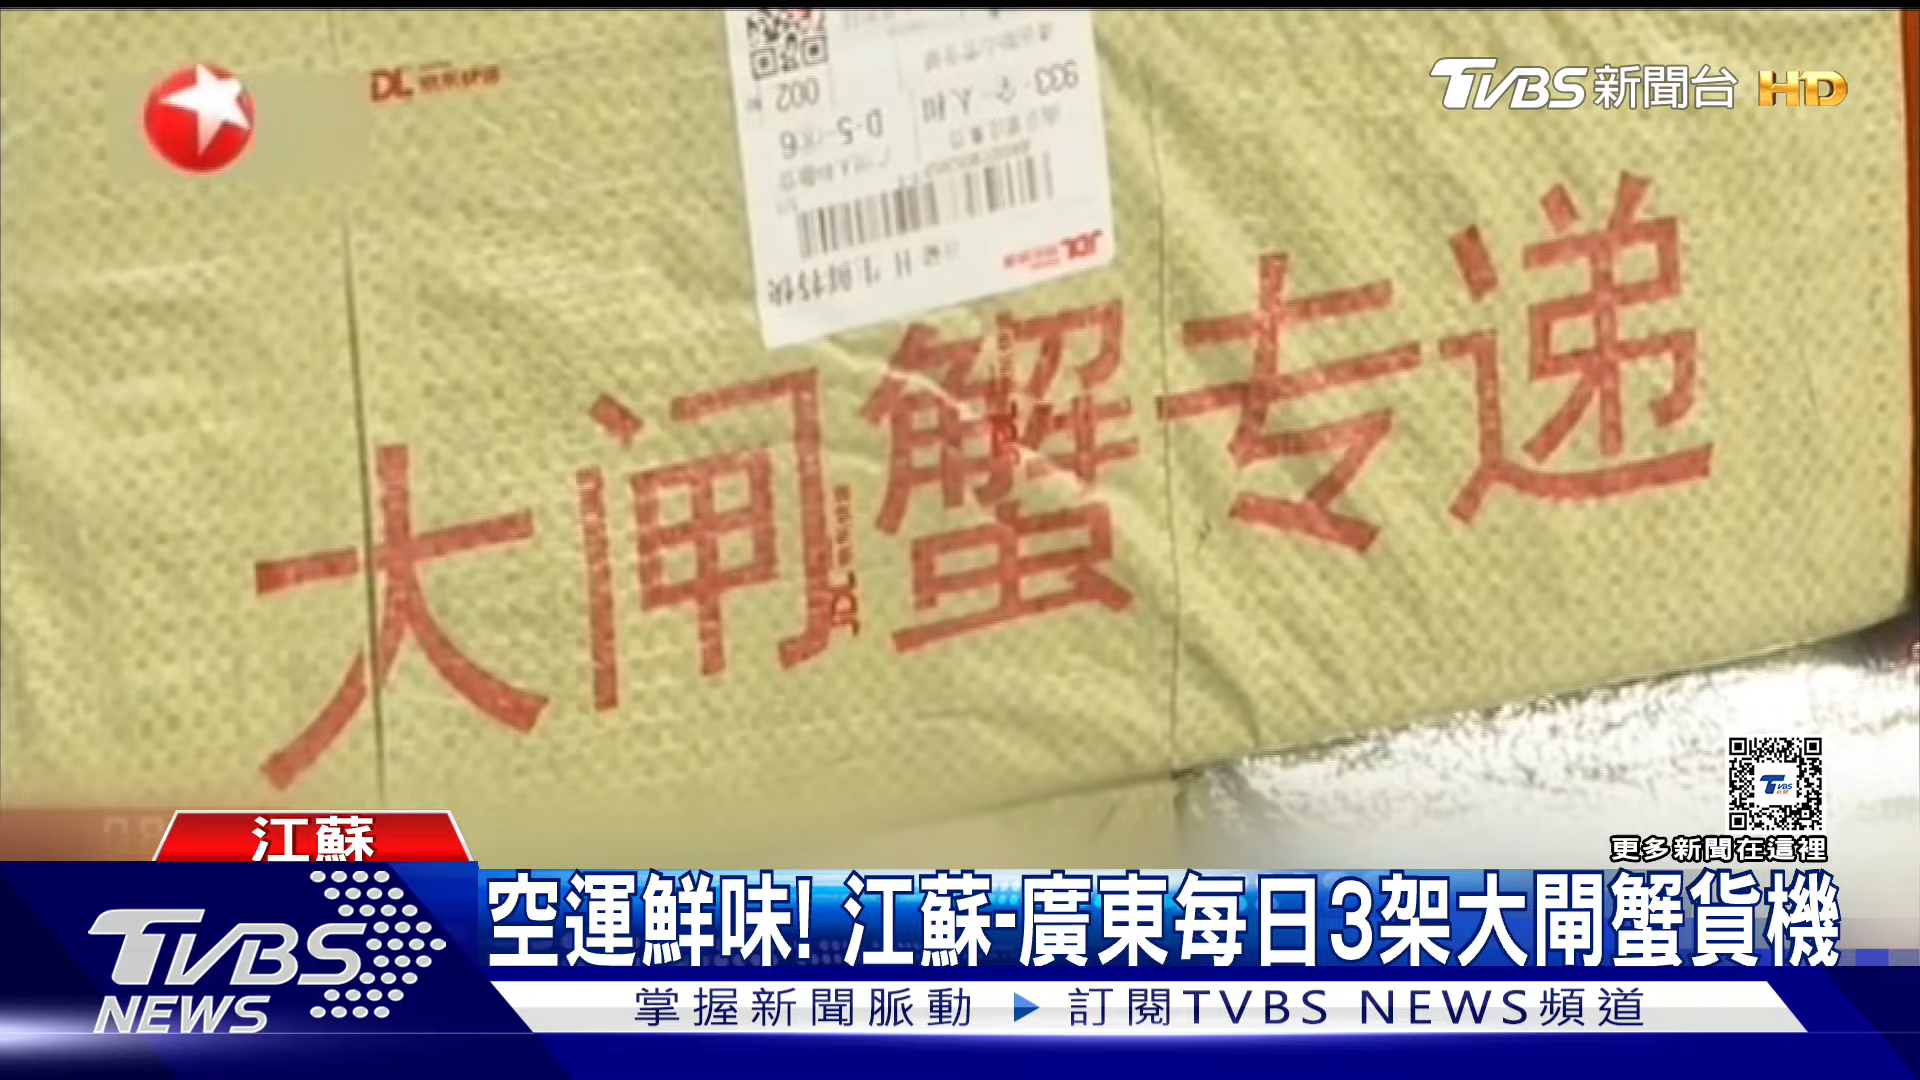 TVBS新聞台 HD
JDL
大闸蟹专递
更多新聞在這裡
江蘇
空運鮮味! 江蘇-廣東每日3架大閘蟹貨機
TVBS NEWS
掌握新聞脈動 ▶ 訂閱TVBS NEWS頻道